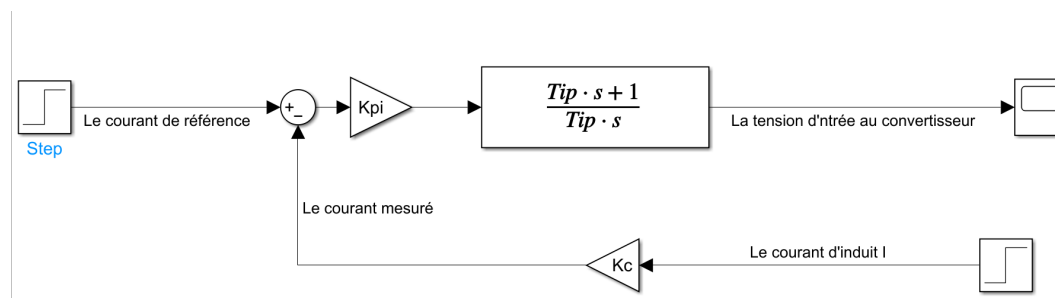 Le courant de référence
Step
+
−
Kpi
Tip · s + 1
Tip · s
La tension d'ntrée au convertisseur
Le courant mesuré
Kc
Le courant d'induit I